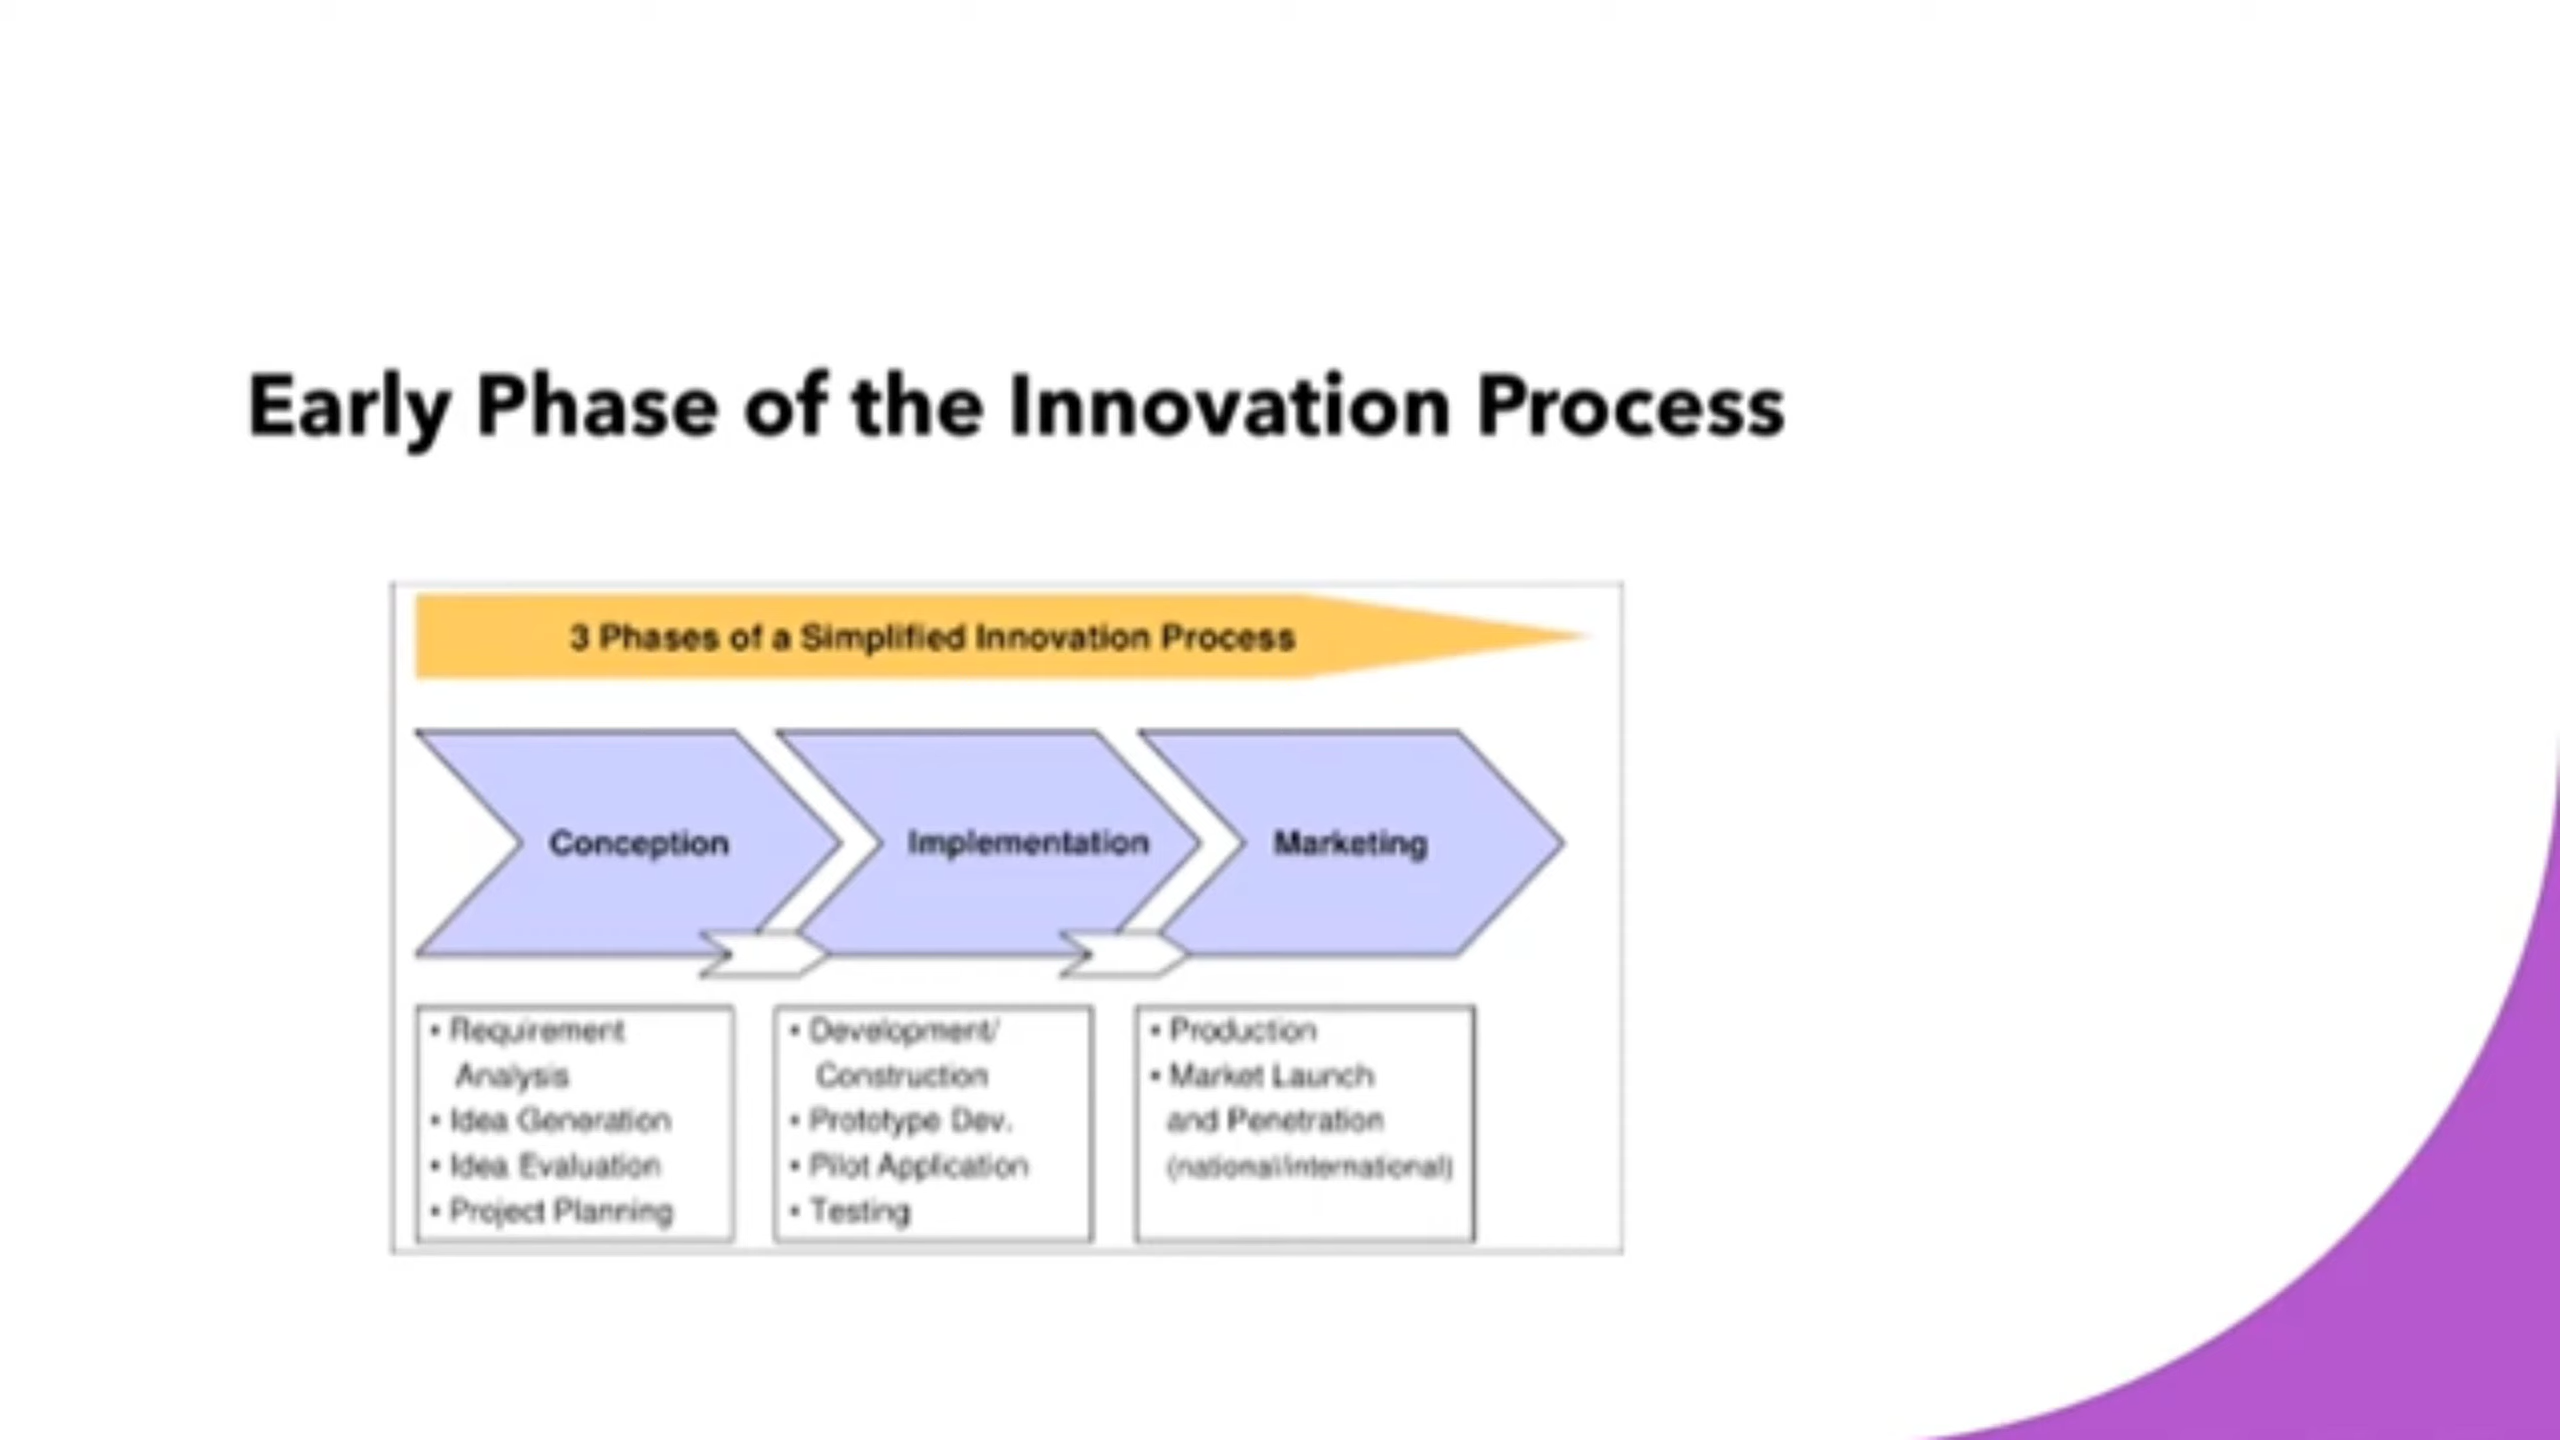 Early Phase of the Innovation Process
3 Phases of a Simplified Innovation Process
Conception
Implementation
Marketing
• Requirement
Analysis
• Idea Generation
• Idea Evaluation
• Project Planning
• Development/
Construction
• Prototype Dev.
• Pilot Application
• Testing
• Production
• Market Launch
and Penetration
(national/international)